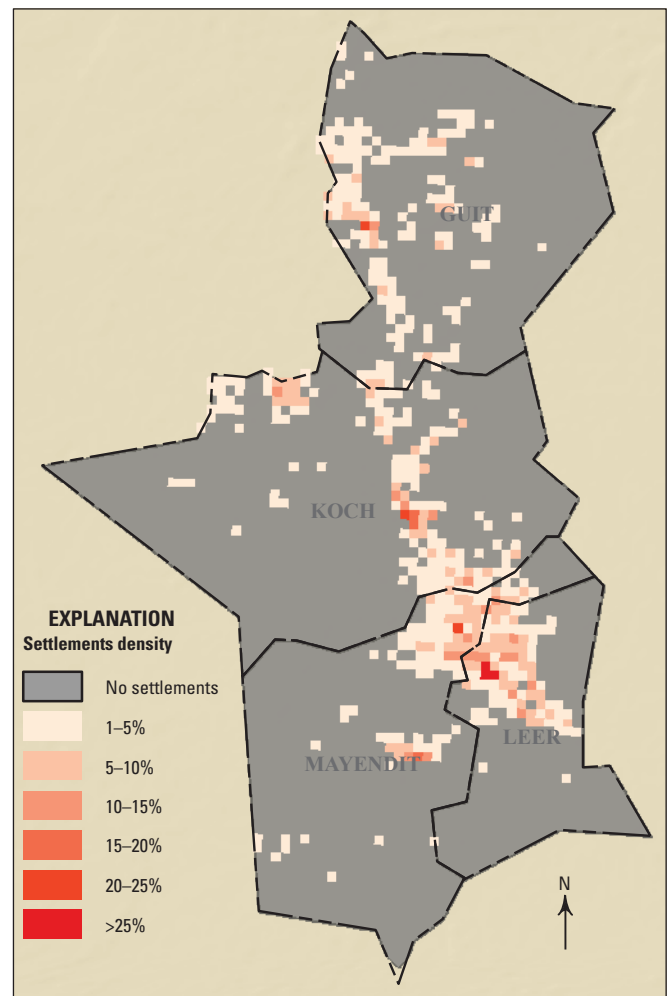 GUIT
KOCH
EXPLANATION
Settlements density
No settlements
1–5%
5–10%
10–15%
15–20%
20–25%
>25%
MAYENDIT
LEER
N